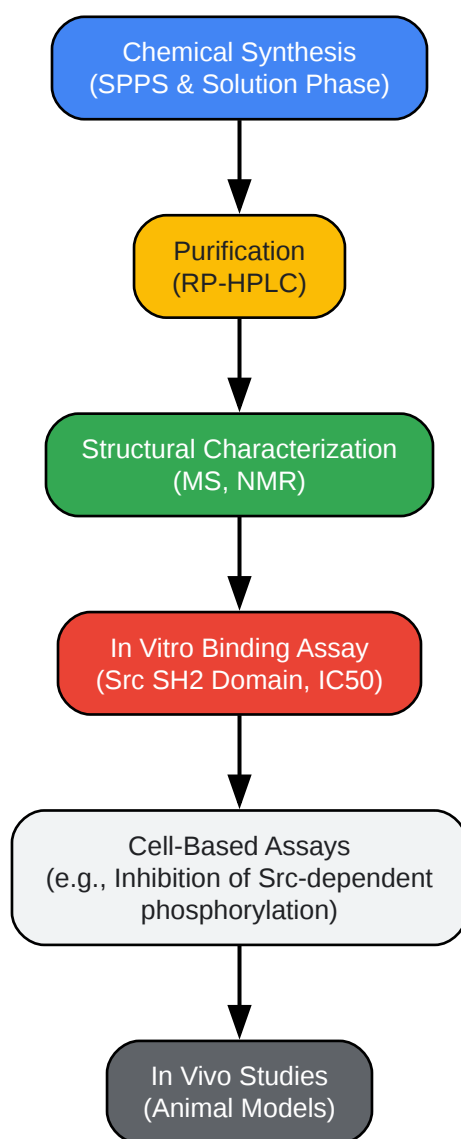 Chemical Synthesis
(SPPS & Solution Phase)
Purification
(RP-HPLC)
Structural Characterization
(MS, NMR)
In Vitro Binding Assay
(Src SH2 Domain, IC50)
Cell-Based Assays
(e.g., Inhibition of Src-dependent
phosphorylation)
In Vivo Studies
(Animal Models)